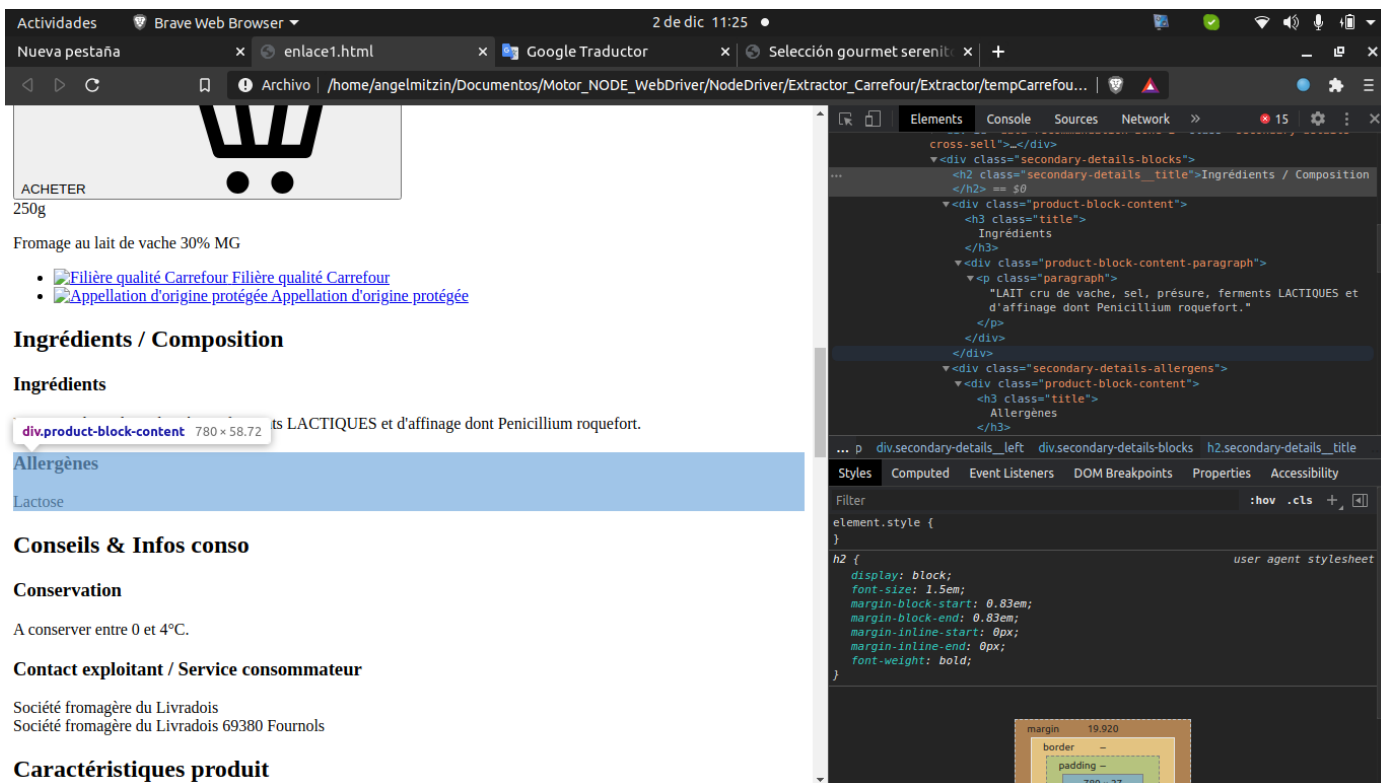 Actividades Brave Web Browser 2 de dic 11:25
Nueva pestaña enlace1.html Google Traductor Selección gourmet serenit
Archivo /home/angelmitzin/Documentos/Motor_NODE_WebDriver/NodeDriver/Extractor_Carrefour/Extractor/tempCarrefou...
ACHETER
250g
Fromage au lait de vache 30% MG
Filière qualité Carrefour Filière qualité Carrefour
Appellation d'origine protégée Appellation d'origine protégée
Ingrédients / Composition
Ingrédients
ts LACTIQUES et d'affinage dont Penicillium roquefort.
div.product-block-content 780 × 58.72
Allergènes
Lactose
Conseils & Infos conso
Conservation
A conserver entre 0 et 4°C.
Contact exploitant / Service consommateur
Société fromagère du Livradois
Société fromagère du Livradois 69380 Fournols
Caractéristiques produit
Elements Console Sources Network » 15
cross-sell">…</div>
<div class="secondary-details-blocks">
<h2 class="secondary-details__title">Ingrédients / Composition
</h2> == $0
<div class="product-block-content">
<h3 class="title">
Ingrédients
</h3>
<div class="product-block-content-paragraph">
<p class="paragraph">
"LAIT cru de vache, sel, présure, ferments LACTIQUES et
d'affinage dont Penicillium roquefort."
</p>
</div>
</div>
<div class="secondary-details-allergens">
<div class="product-block-content">
<h3 class="title">
Allergènes
</h3>
... p div.secondary-details__left div.secondary-details-blocks h2.secondary-details__title
Styles Computed Event Listeners DOM Breakpoints Properties Accessibility
Filter :hov .cls +
element.style {
}
h2 { user agent stylesheet
display: block;
font-size: 1.5em;
margin-block-start: 0.83em;
margin-block-end: 0.83em;
margin-inline-start: 0px;
margin-inline-end: 0px;
font-weight: bold;
}
margin 19.920
border –
padding –